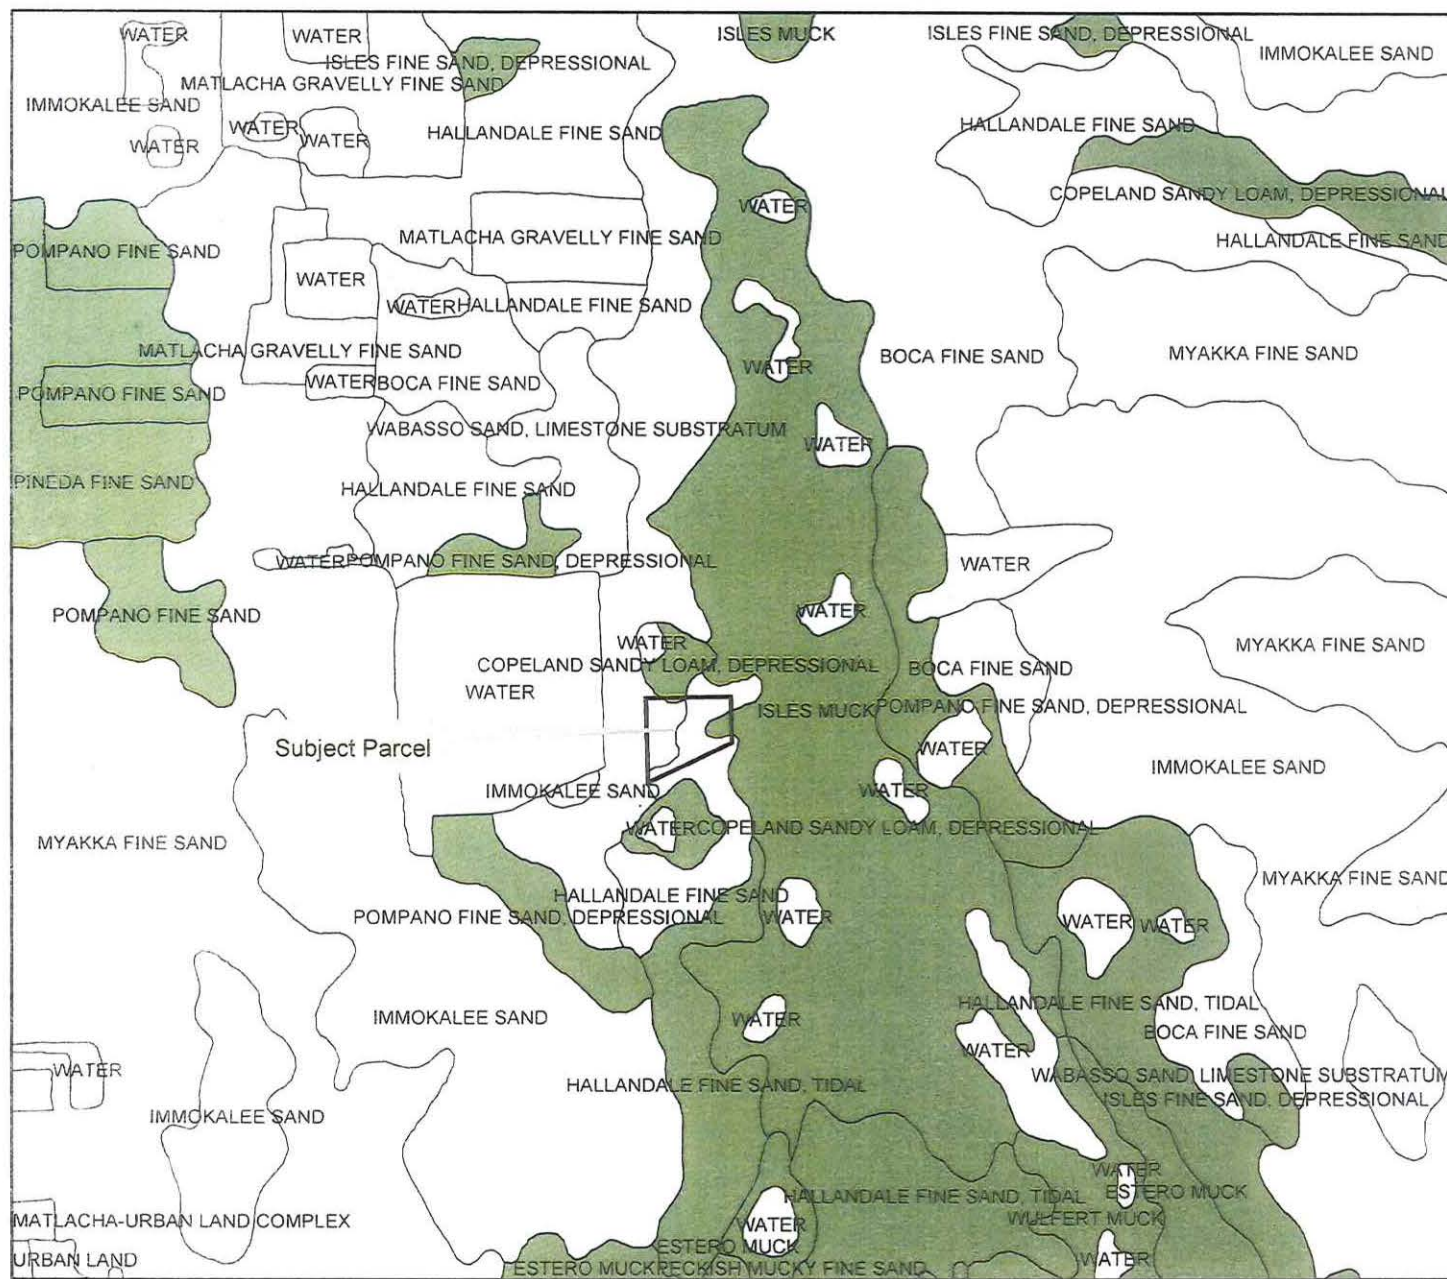 WATER
WATER
ISLES MUCK
ISLES FINE SAND, DEPRESSIONAL
IMMOKALEE SAND
ISLES FINE SAND, DEPRESSIONAL
MATLACHA GRAVELLY FINE SAND
IMMOKALEE SAND
WATER
WATER
WATER
HALLANDALE FINE SAND
HALLANDALE FINE SAND
COPELAND SANDY LOAM, DEPRESSIONAL
WATER
MATLACHA GRAVELLY FINE SAND
HALLANDALE FINE SAND
POMPANO FINE SAND
WATER
WATER
HALLANDALE FINE SAND
MATLACHA GRAVELLY FINE SAND
BOCA FINE SAND
MYAKKA FINE SAND
WATER
WATER
BOCA FINE SAND
POMPANO FINE SAND
WABASSO SAND, LIMESTONE SUBSTRATUM
WATER
PINEDA FINE SAND
HALLANDALE FINE SAND
WATER
POMPANO FINE SAND, DEPRESSIONAL
WATER
POMPANO FINE SAND
WATER
WATER
MYAKKA FINE SAND
COPELAND SANDY LOAM, DEPRESSIONAL
BOCA FINE SAND
WATER
ISLES MUCK
POMPANO FINE SAND, DEPRESSIONAL
Subject Parcel
WATER
IMMOKALEE SAND
IMMOKALEE SAND
WATER
WATER
COPELAND SANDY LOAM, DEPRESSIONAL
MYAKKA FINE SAND
MYAKKA FINE SAND
HALLANDALE FINE SAND
POMPANO FINE SAND, DEPRESSIONAL
WATER
WATER
WATER
HALLANDALE FINE SAND, TIDAL
IMMOKALEE SAND
WATER
BOCA FINE SAND
WATER
WATER
WABASSO SAND, LIMESTONE SUBSTRATUM
HALLANDALE FINE SAND, TIDAL
ISLES FINE SAND, DEPRESSIONAL
IMMOKALEE SAND
WATER
HALLANDALE FINE SAND, TIDAL
ESTERO MUCK
MATLACHA-URBAN LAND COMPLEX
WATER
WULFERT MUCK
ESTERO MUCK
URBAN LAND
ESTERO MUCK
PECKISH MUCKY FINE SAND
WATER